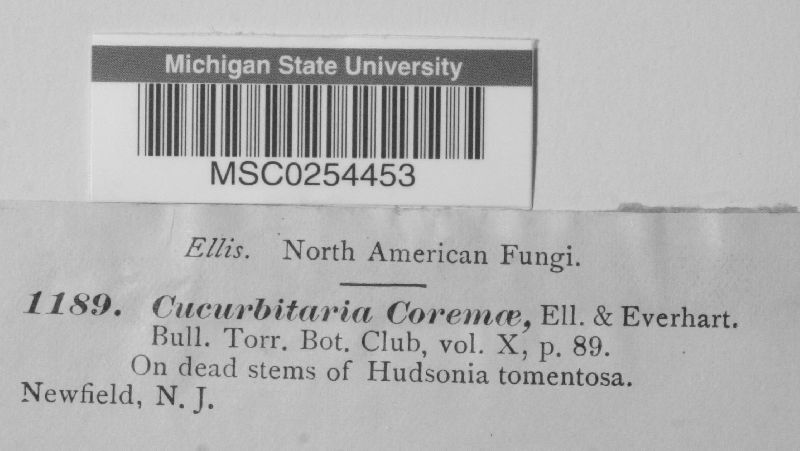 Michigan State University
MSC0254453
Ellis. North American Fungi.
1189. Cucurbitaria Coremæ, Ell. & Everhart.
Bull. Torr. Bot. Club, vol. X, p. 89.
On dead stems of Hudsonia tomentosa.
Newfield, N. J.